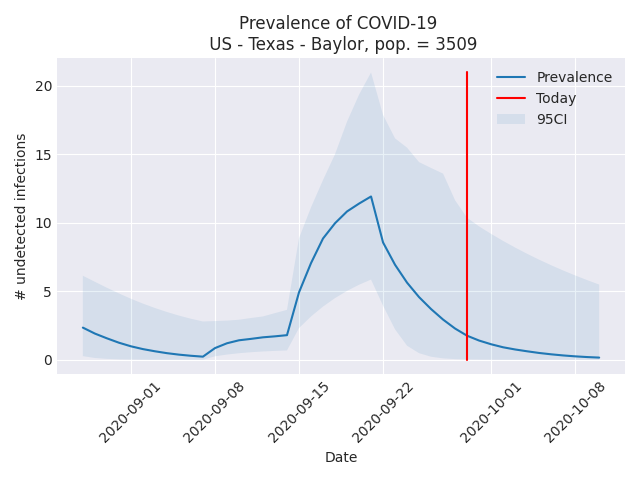 Prevalence of COVID-19
US - Texas - Baylor, pop. = 3509
Prevalence
Today
95CI
# undetected infections
20
15
10
5
0
2020-09-01
2020-09-08
2020-09-15
2020-09-22
2020-10-01
2020-10-08
Date